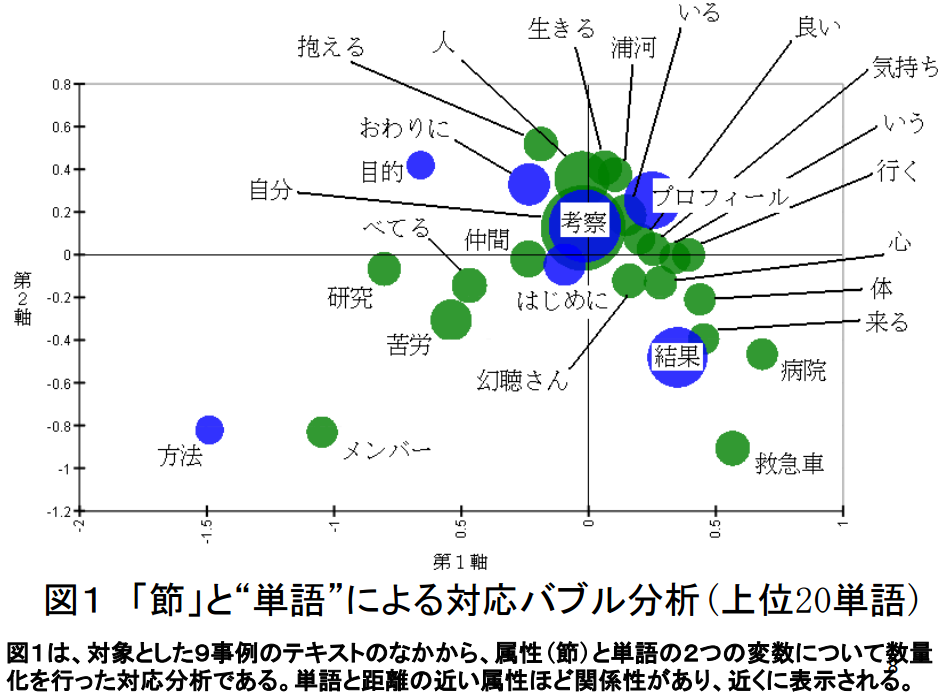 いる
生きる
良い
人
浦河
抱える
気持ち
0.8
0.6
おわりに
いう
0.4
目的
行く
自分
プロフィール
0.2
考察
べてる
仲間
心
0
研究
はじめに
体
-0.2
第2軸
来る
苦労
-0.4
結果
病院
幻聴さん
-0.6
-0.8
方法
メンバー
救急車
-1
-1.2
-2
-1.5
-1
0.5
0
0.5
1
第1軸
図1 「節」と“単語”による対応バブル分析(上位20単語)
8
図1は、対象とした9事例のテキストのなかから、属性(節)と単語の2つの変数について数量
化を行った対応分析である。単語と距離の近い属性ほど関係性があり、近くに表示される。